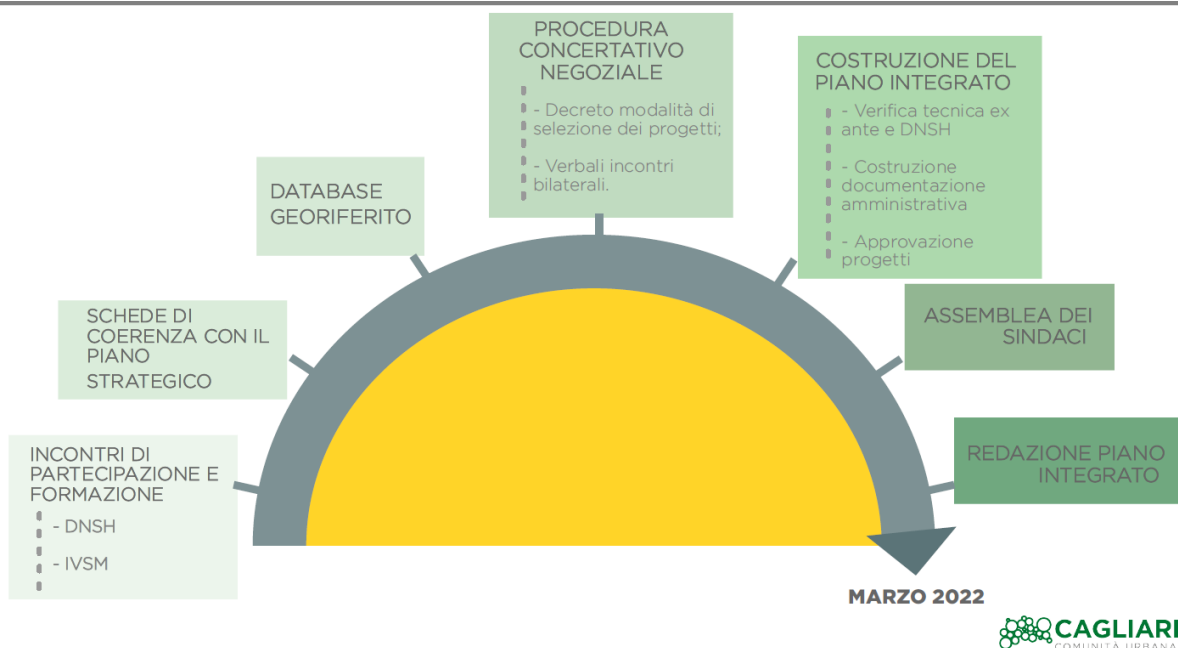 INCONTRI DI
PARTECIPAZIONE E
FORMAZIONE
- DNSH
- IVSM
SCHEDE DI
COERENZA CON IL
PIANO
STRATEGICO
DATABASE
GEORIFERITO
PROCEDURA
CONCERTATIVO
NEGOZIALE
- Decreto modalità di
selezione dei progetti;
- Verbali incontri
bilaterali.
COSTRUZIONE DEL
PIANO INTEGRATO
- Verifica tecnica ex
ante e DNSH
- Costruzione
documentazione
amministrativa
- Approvazione
progetti
ASSEMBLEA DEI
SINDACI
REDAZIONE PIANO
INTEGRATO
MARZO 2022
CAGLIARI
COMUNITÀ URBANA